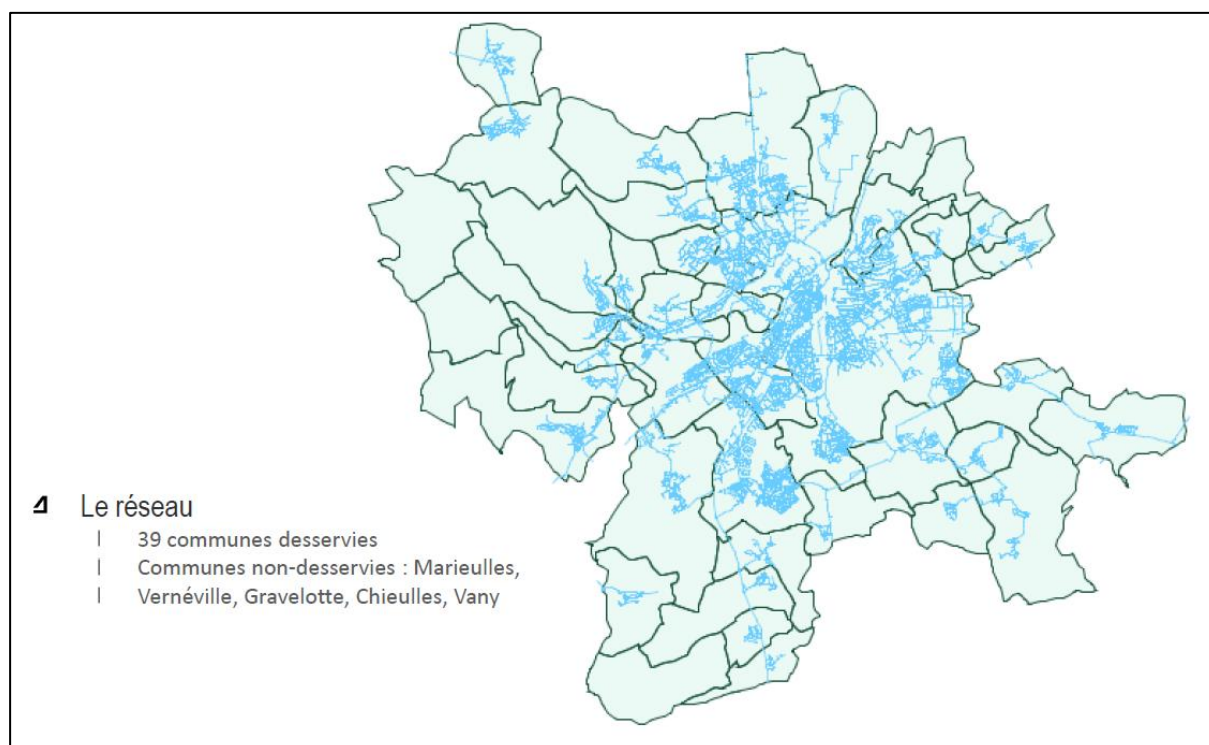 Le réseau
39 communes desservies
Communes non-desservies : Marieulles,
Vernéville, Gravelotte, Chieulles, Vany